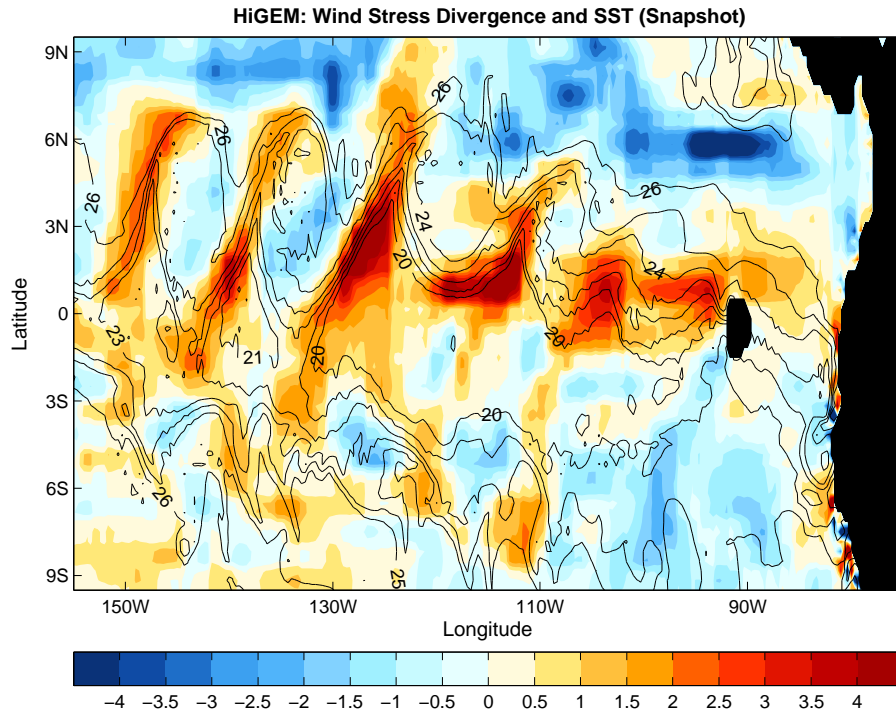 HiGEM: Wind Stress Divergence and SST (Snapshot)
9N
6N
3N
0
3S
6S
9S
Latitude
26
26
26
26
24
20
24
23
21
20
20
20
26
25
150W 130W 110W 90W
Longitude
−4 −3.5 −3 −2.5 −2 −1.5 −1 −0.5 0 0.5 1 1.5 2 2.5 3 3.5 4